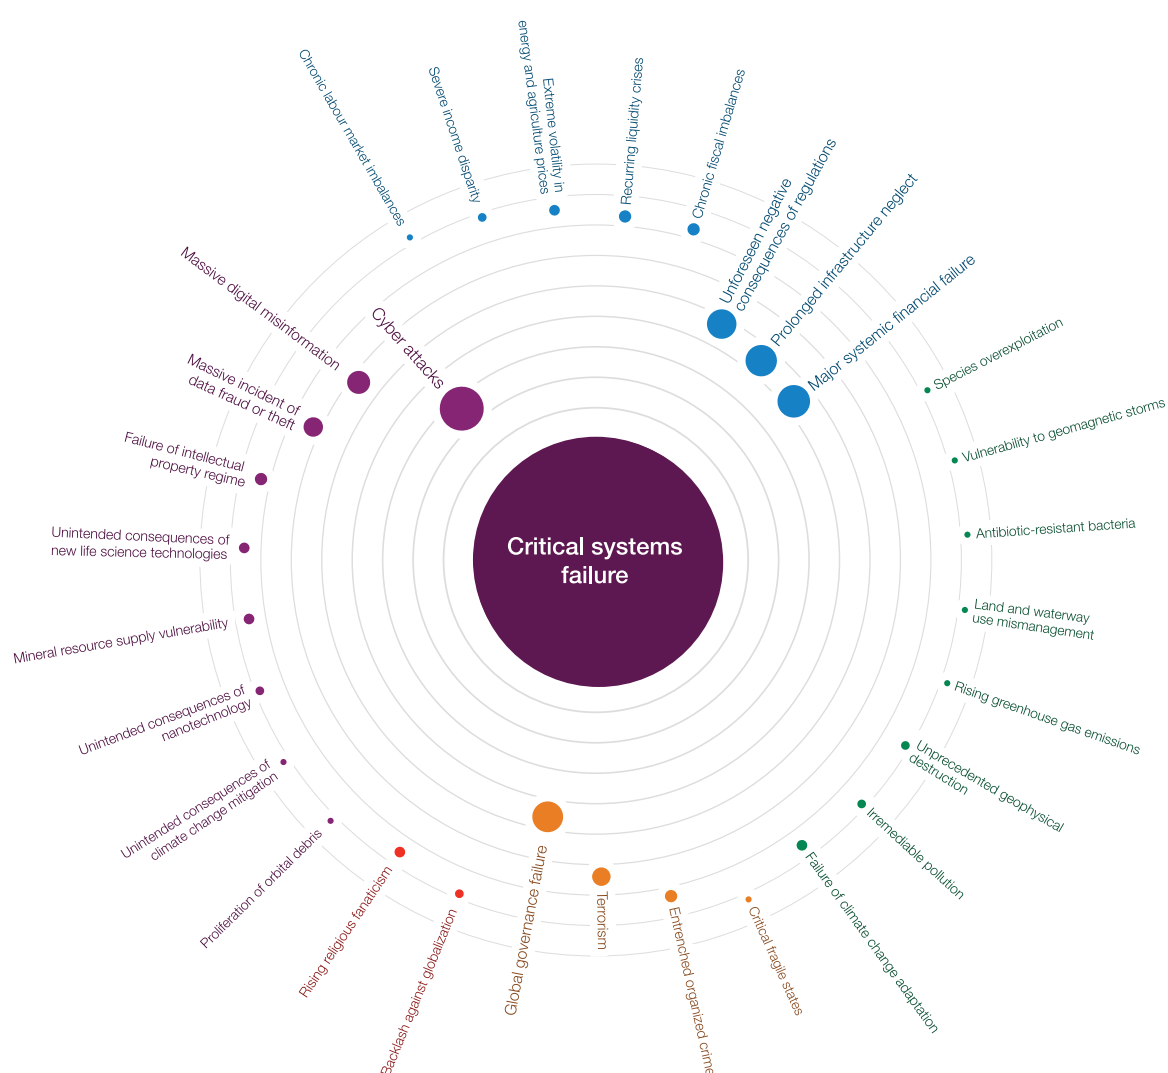 Chronic labour market imbalances
Severe income disparity
Extreme volatility in
energy and agriculture prices
Recurring liquidity crises
Chronic fiscal imbalances
Unforeseen negative
consequences of regulations
Prolonged infrastructure neglect
Major systemic financial failure
Species overexploitation
Vulnerability to geomagnetic storms
Antibiotic-resistant bacteria
Land and waterway
use mismanagement
Rising greenhouse gas emissions
Unprecedented geophysical
destruction
Irremediable pollution
Failure of climate change adaptation
Critical fragile states
Entrenched organized crime
Terrorism
Global governance failure
Backlash against globalization
Rising religious fanaticism
Proliferation of orbital debris
Unintended consequences of
climate change mitigation
Unintended consequences of
nanotechnology
Mineral resource supply vulnerability
Unintended consequences of
new life science technologies
Failure of intellectual
property regime
Massive incident of
data fraud or theft
Massive digital misinformation
Cyber attacks
Critical systems
failure